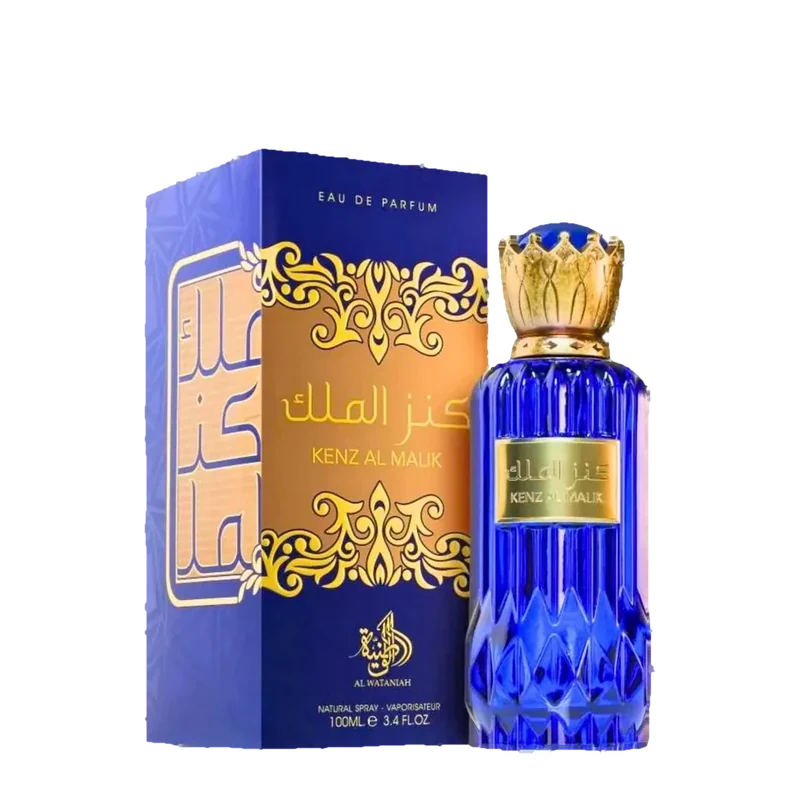 EAU DE PARFUM
كنز الملك
KENZ AL MALIK
الوطنية
AL WATANIAH
NATURAL SPRAY - VAPORISATEUR
100ML e 3.4 FL.OZ
كنز الملك
KENZ AL MALIK